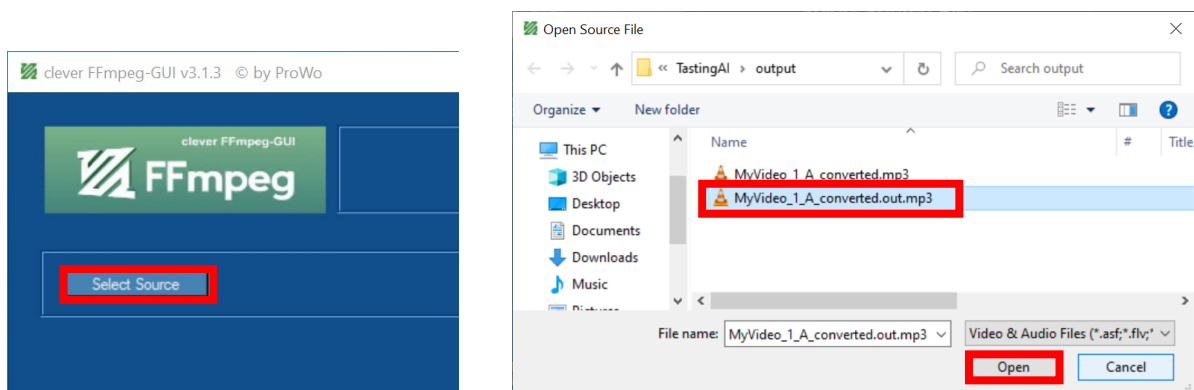 clever FFmpeg-GUI v3.1.3 © by ProWo
clever FFmpeg-GUI
FFmpeg
Select Source
Open Source File
« TastingAI › output
Search output
Organize
New folder
This PC
3D Objects
Desktop
Documents
Downloads
Music
Pictures
Name # Title
MyVideo_1_A_converted.mp3
MyVideo_1_A_converted.out.mp3
File name: MyVideo_1_A_converted.out.mp3
Video & Audio Files (*.asf;*.flv;*
Open
Cancel